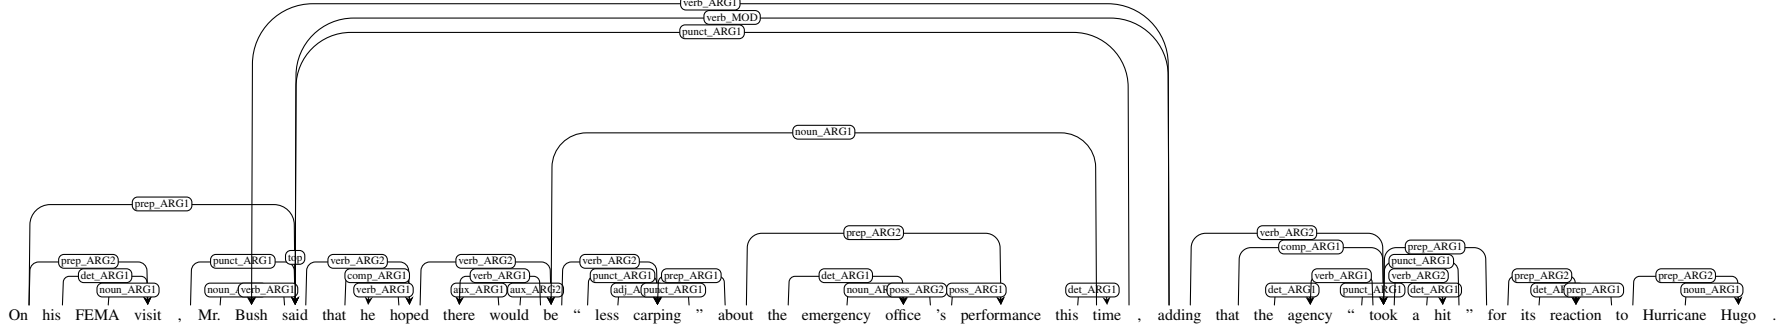 verb_ARG1
verb_MOD
punct_ARG1
noun_ARG1
prep_ARG1
prep_ARG2 verb_ARG2
comp_ARG1 prep_ARG1
prep_ARG2 punct_ARG1 top verb_ARG2 verb_ARG2 verb_ARG2 punct_ARG1
det_ARG1 comp_ARG1 verb_ARG1 punct_ARG1 prep_ARG1 det_ARG1 verb_ARG1 verb_ARG2 prep_ARG2 prep_ARG2
noun_ARG1 verb_ARG1 verb_ARG1 aux_ARG1 aux_ARG2 punct_ARG1 poss_ARG2 poss_ARG1 det_ARG1 det_ARG1 punct_ARG1 det_ARG1 prep_ARG1 noun_ARG1
On his FEMA visit , Mr. Bush said that he hoped there would be “ less carping ” about the emergency office 's performance this time , adding that the agency “ took a hit ” for its reaction to Hurricane Hugo .